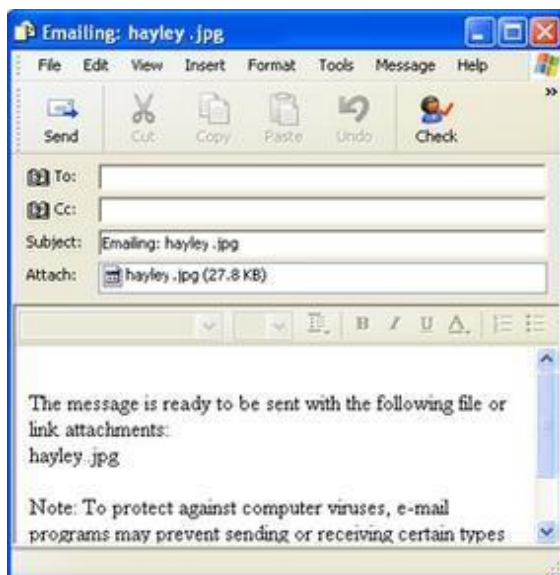 Emailing: hayley .jpg
File Edit View Insert Format Tools Message Help
Send Cut Copy Paste Undo Check
To:
Cc:
Subject: Emailing: hayley .jpg
Attach: hayley .jpg (27.8 KB)
B I U A
The message is ready to be sent with the following file or
link attachments:
hayley .jpg
Note: To protect against computer viruses, e-mail
programs may prevent sending or receiving certain types